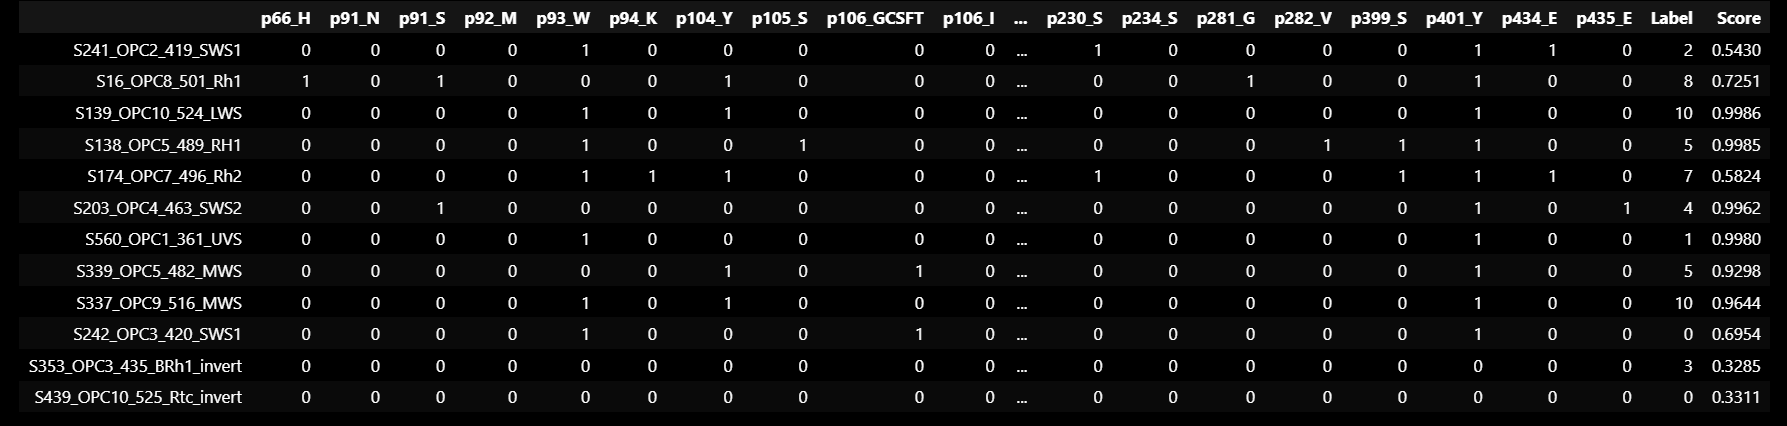 p66_H p91_N p91_S p92_M p93_W p94_K p104_Y p105_S p106_GCSFT p106_I ... p230_S p234_S p281_G p282_V p399_S p401_Y p434_E p435_E Label Score
S241_OPC2_419_SWS1 0 0 0 0 1 0 0 0 0 0 ... 1 0 0 0 0 1 1 0 2 0.5430
S16_OPC8_501_Rh1 1 0 1 0 0 0 1 0 0 0 ... 0 0 1 0 0 1 0 0 8 0.7251
S139_OPC10_524_LWS 0 0 0 0 1 0 1 0 0 0 ... 0 0 0 0 0 1 0 0 10 0.9986
S138_OPC5_489_RH1 0 0 0 0 1 0 0 1 0 0 ... 0 0 0 1 1 1 0 0 5 0.9985
S174_OPC7_496_Rh2 0 0 0 0 1 1 1 0 0 0 ... 1 0 0 0 1 1 1 0 7 0.5824
S203_OPC4_463_SWS2 0 0 1 0 0 0 0 0 0 0 ... 0 0 0 0 0 1 0 1 4 0.9962
S560_OPC1_361_UVS 0 0 0 0 1 0 0 0 0 0 ... 0 0 0 0 0 1 0 0 1 0.9980
S339_OPC5_482_MWS 0 0 0 0 0 0 1 0 1 0 ... 0 0 0 0 0 1 0 0 5 0.9298
S337_OPC9_516_MWS 0 0 0 0 1 0 1 0 0 0 ... 0 0 0 0 0 1 0 0 10 0.9644
S242_OPC3_420_SWS1 0 0 0 0 1 0 0 0 1 0 ... 0 0 0 0 0 1 0 0 0 0.6954
S353_OPC3_435_BRh1_invert 0 0 0 0 0 0 0 0 0 0 ... 0 0 0 0 0 0 0 0 3 0.3285
S439_OPC10_525_Rtc_invert 0 0 0 0 0 0 0 0 0 0 ... 0 0 0 0 0 0 0 0 0 0.3311